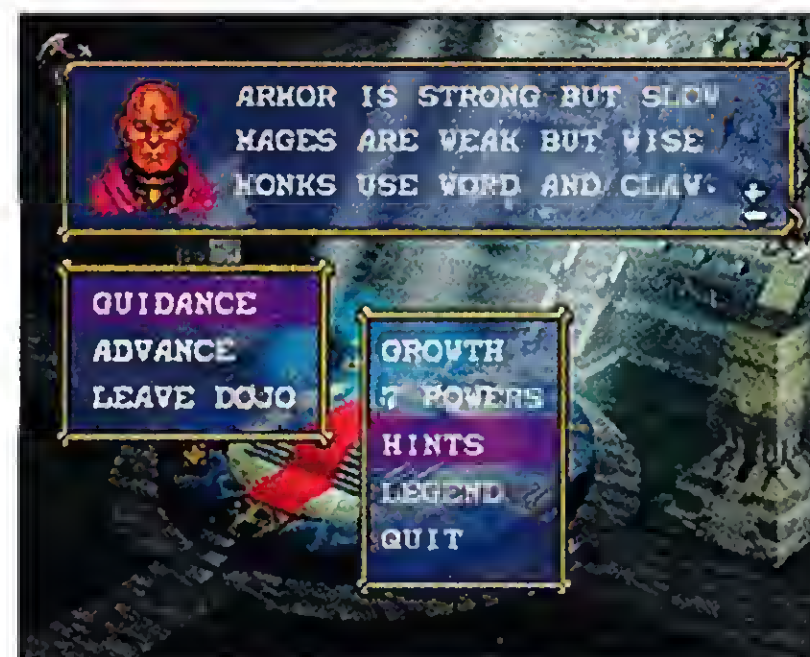 ARMOR IS STRONG BUT SLOW
MAGES ARE WEAK BUT WISE
MONKS USE WORD AND CLAW.
GUIDANCE
ADVANCE
LEAVE DOJO
GROWTH
7 POWERS
HINTS
LEGEND
QUIT